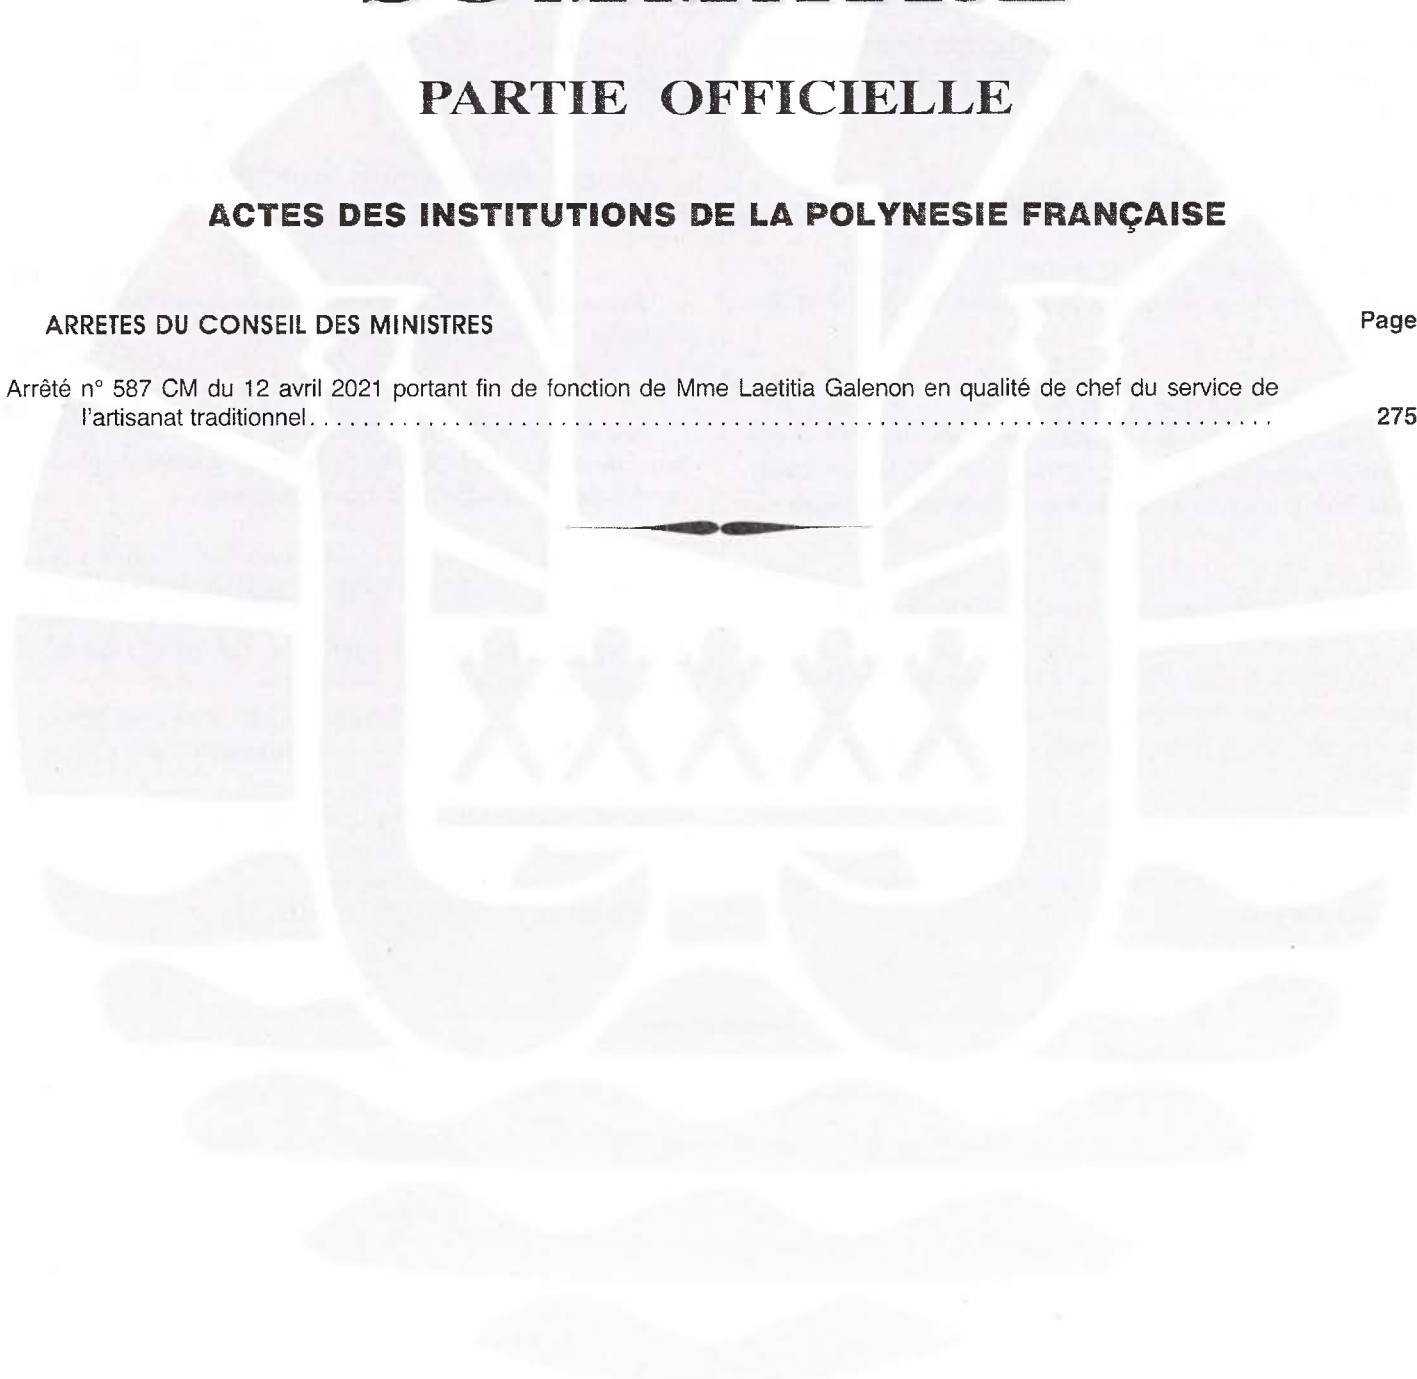 PARTIE OFFICIELLE
ACTES DES INSTITUTIONS DE LA POLYNESIE FRANÇAISE
ARRETES DU CONSEIL DES MINISTRES Page
Arrêté n° 587 CM du 12 avril 2021 portant fin de fonction de Mme Laetitia Galenon en qualité de chef du service de
l'artisanat traditionnel. . . . . . . . . . . . . . . . . . . . . . . . . . . . . . . . . . . . . . . . . . . . . . . . . . . . . . . . . . . . . . . . . . . . . . . . . . 275